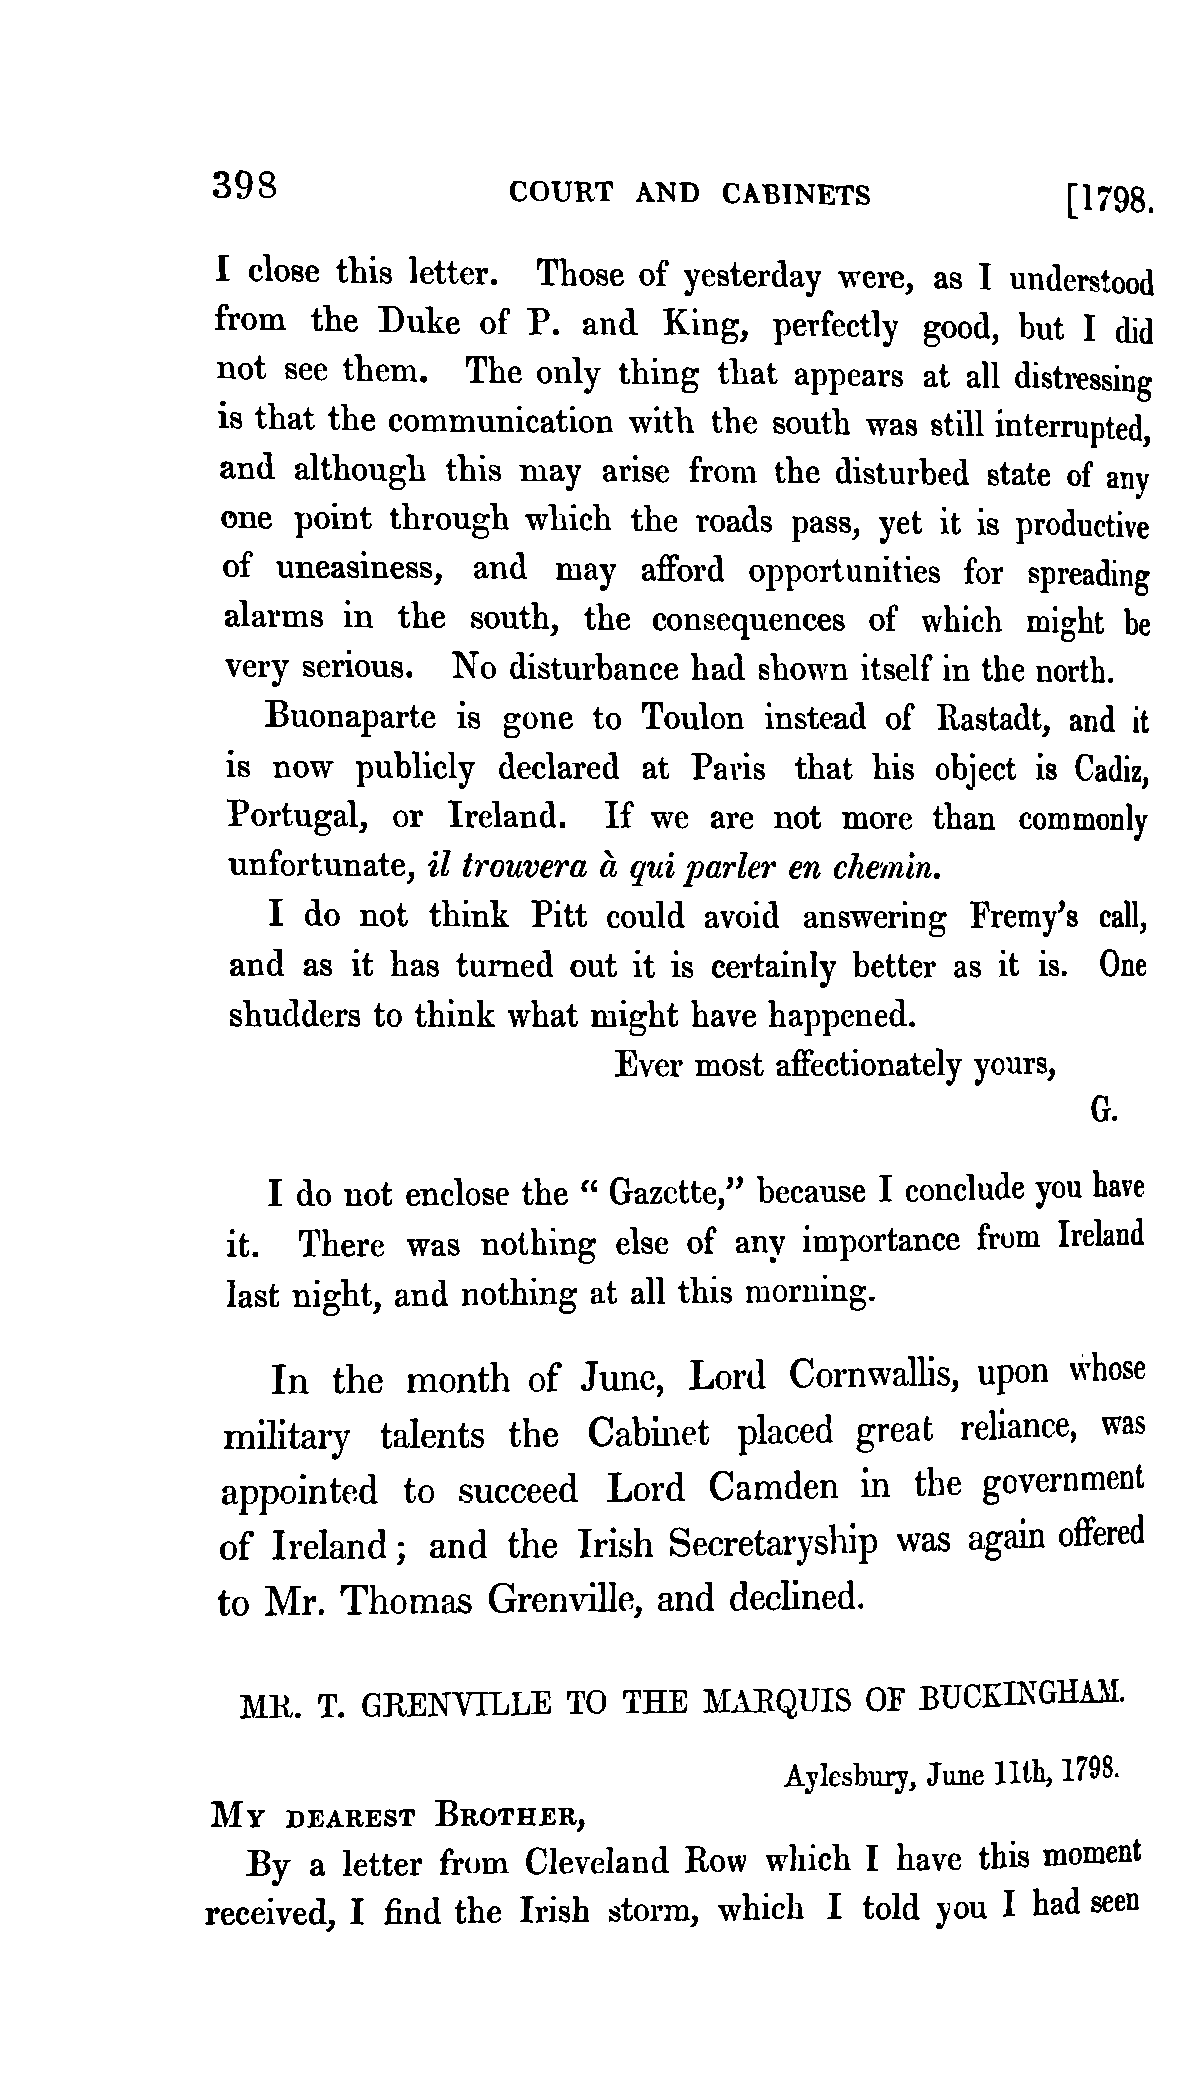 398 COURT AND CABINETS [1798.
I close this letter. Those of yesterday were, as I understood
from the Duke of P. and King, perfectly good, but I did
not see them. The only thing that appears at all distressing
is that the communication with the south was still interrupted,
and although this may arise from the disturbed state of any
one point through which the roads pass, yet it is productive
of uneasiness, and may afford opportunities for spreading
alarms in the south, the consequences of which might be
very serious. No disturbance had shown itself in the north.
Buonaparte is gone to Toulon instead of Rastadt, and it
is now publicly declared at Paris that his object is Cadiz,
Portugal, or Ireland. If we are not more than commonly
unfortunate, il trouvera à qui parler en chemin.
I do not think Pitt could avoid answering Fremy's call,
and as it has turned out it is certainly better as it is. One
shudders to think what might have happened.
Ever most affectionately yours,
G.
I do not enclose the "Gazette," because I conclude you have
it. There was nothing else of any importance from Ireland
last night, and nothing at all this morning.
In the month of June, Lord Cornwallis, upon whose
military talents the Cabinet placed great reliance, was
appointed to succeed Lord Camden in the government
of Ireland; and the Irish Secretaryship was again offered
to Mr. Thomas Grenville, and declined.
MR. T. GRENVILLE TO THE MARQUIS OF BUCKINGHAM.
Aylesbury, June 11th, 1798.
MY DEAREST BROTHER,
By a letter from Cleveland Row which I have this moment
received, I find the Irish storm, which I told you I had seen